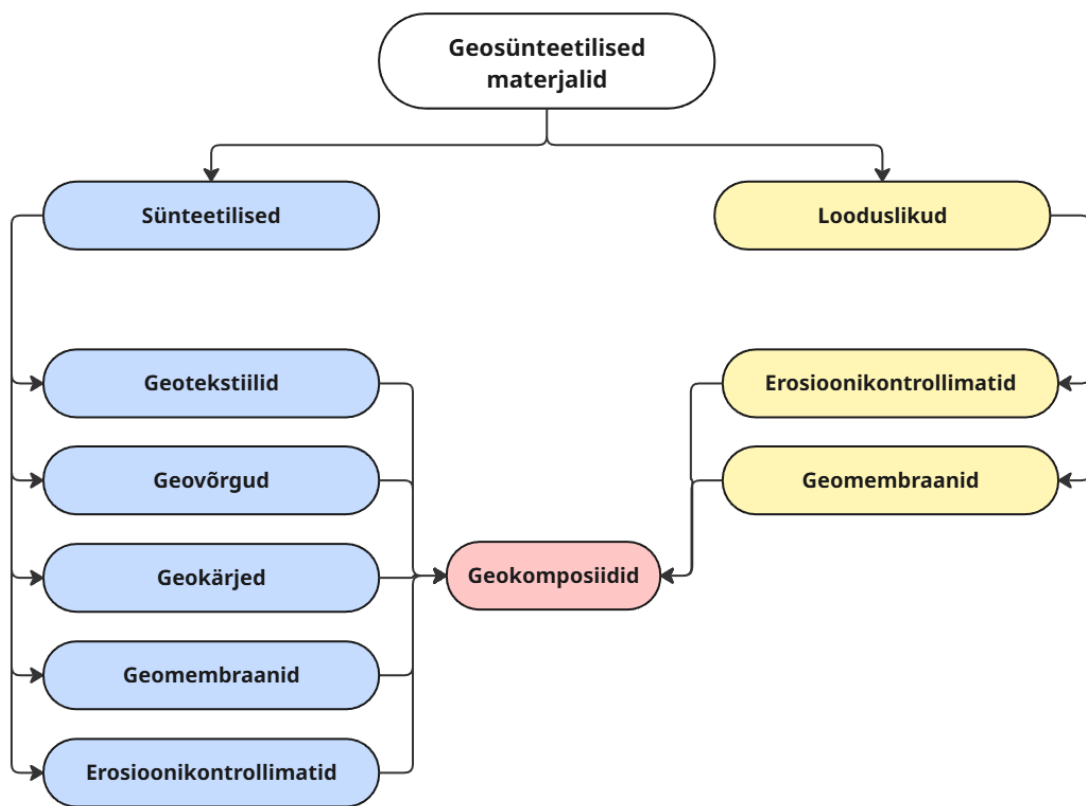 Geosünteetilised
materjalid
Sünteetilised
Looduslikud
Geotekstiilid
Erosioonikontrollimatid
Geovõrgud
Geomembraanid
Geokärjed
Geokomposiidid
Geomembraanid
Erosioonikontrollimatid